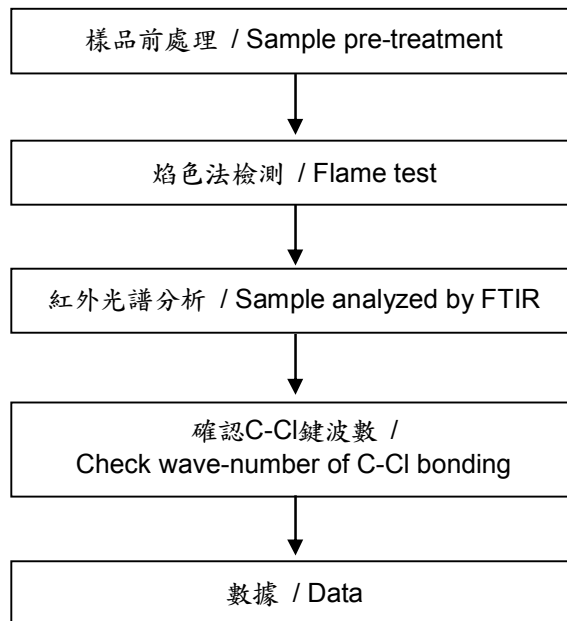 樣品前處理 / Sample pre-treatment
焰色法檢測 / Flame test
紅外光譜分析 / Sample analyzed by FTIR
確認C-Cl鍵波數 /
Check wave-number of C-Cl bonding
數據 / Data